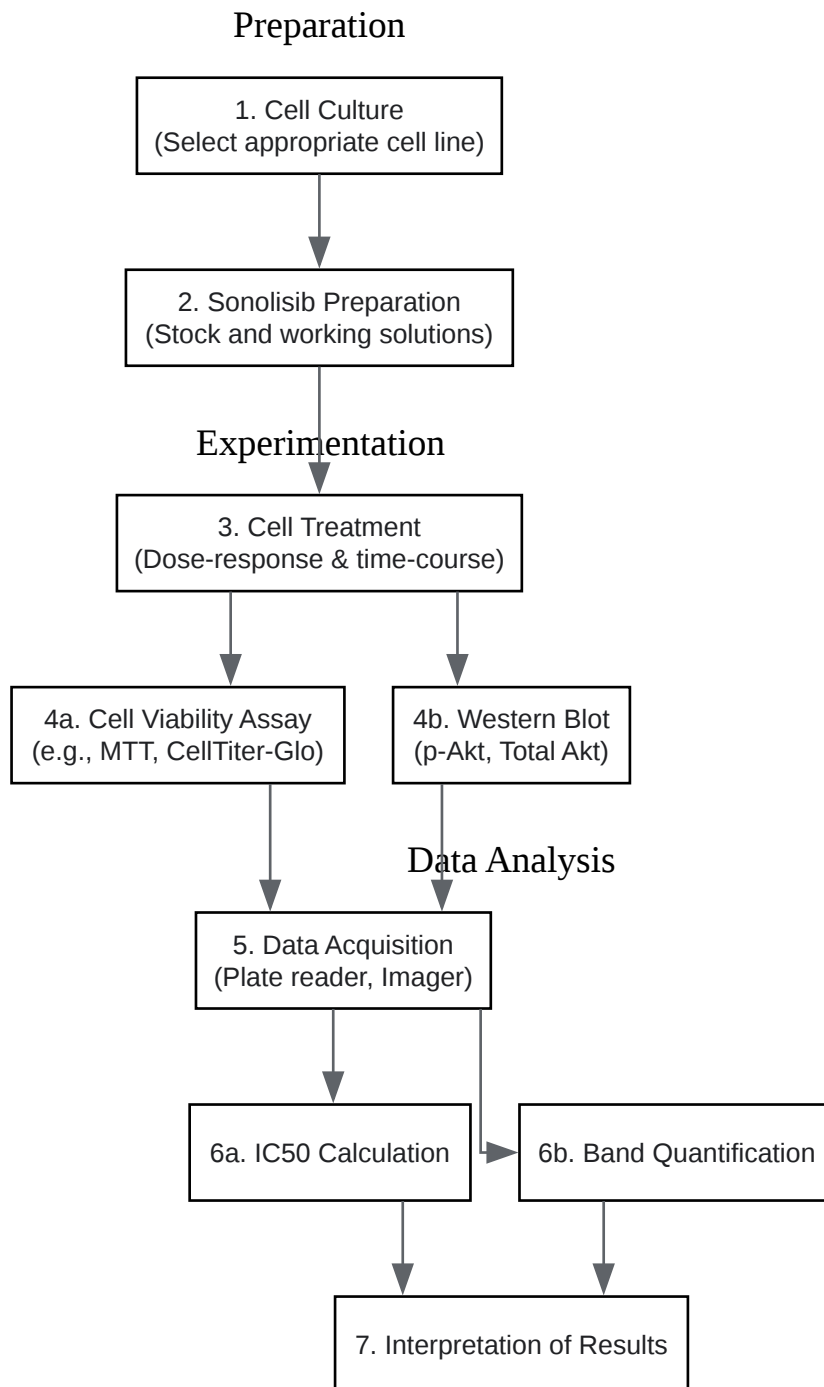 Preparation
1. Cell Culture
(Select appropriate cell line)
2. Sonolisib Preparation
(Stock and working solutions)
Experimentation
3. Cell Treatment
(Dose-response & time-course)
4a. Cell Viability Assay
(e.g., MTT, CellTiter-Glo)
4b. Western Blot
(p-Akt, Total Akt)
Data Analysis
5. Data Acquisition
(Plate reader, Imager)
6a. IC50 Calculation
6b. Band Quantification
7. Interpretation of Results